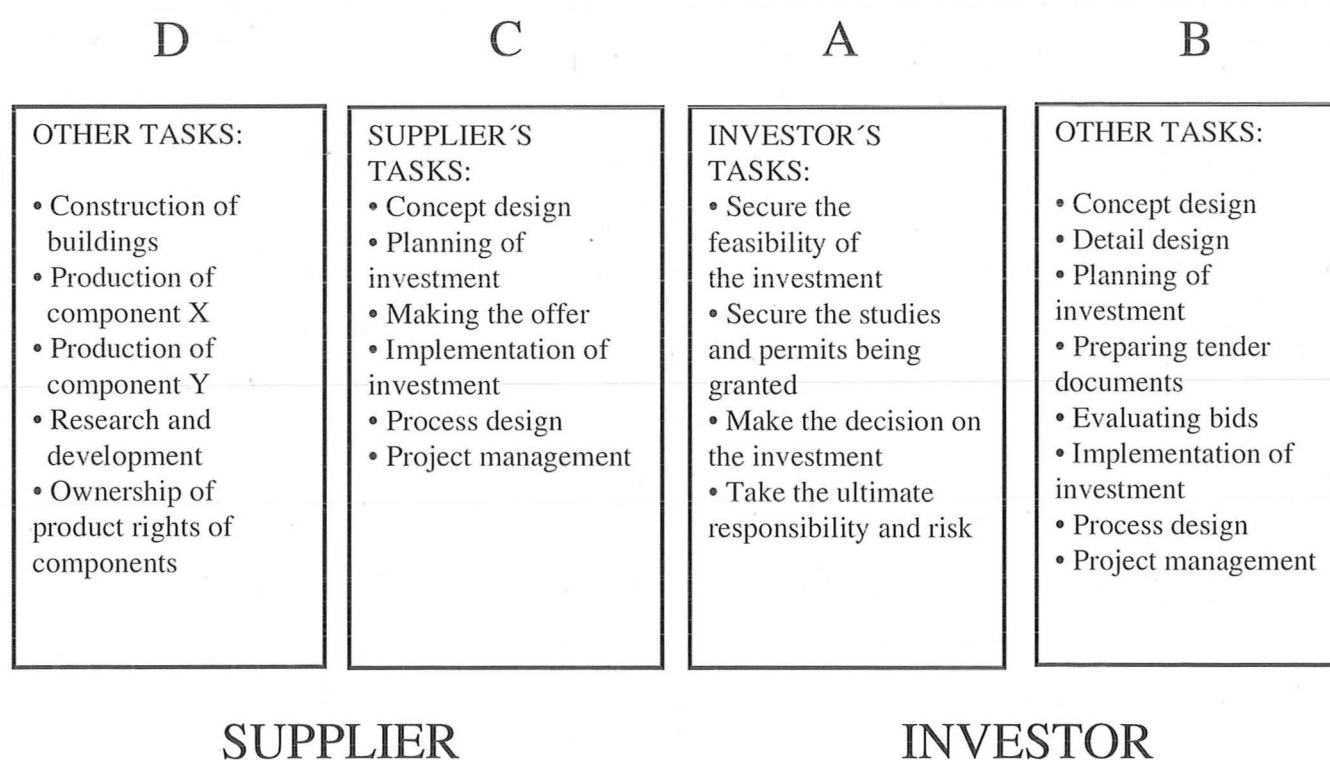 D C A B
OTHER TASKS:
• Construction of
buildings
• Production of
component X
• Production of
component Y
• Research and
development
• Ownership of
product rights of
components
SUPPLIER´S
TASKS:
• Concept design
• Planning of
investment
• Making the offer
• Implementation of
investment
• Process design
• Project management
INVESTOR´S
TASKS:
• Secure the
feasibility of
the investment
• Secure the studies
and permits being
granted
• Make the decision on
the investment
• Take the ultimate
responsibility and risk
OTHER TASKS:
• Concept design
• Detail design
• Planning of
investment
• Preparing tender
documents
• Evaluating bids
• Implementation of
investment
• Process design
• Project management
SUPPLIER INVESTOR